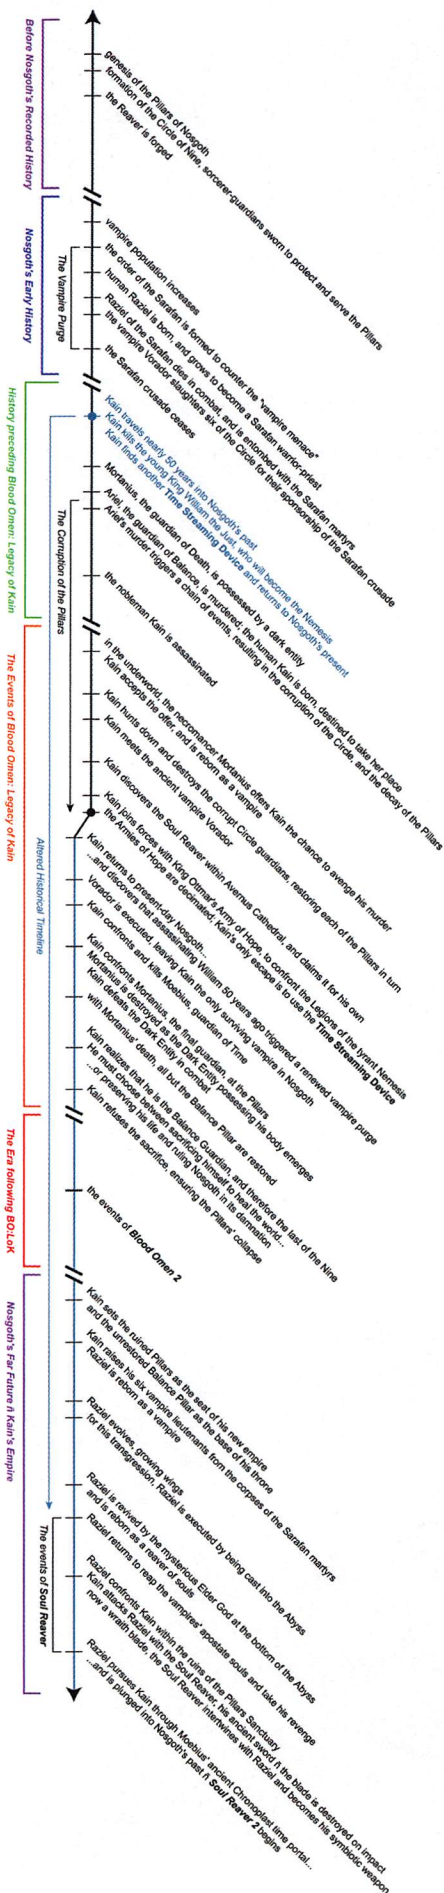 Before Nosgoth's Recorded History
genesis of the Pillars of Nosgoth
formation of the Circle of Nine, sorcerer-guardians sworn to protect and serve the Pillars
the Reaver is forged
Nosgoth's Early History
The Vampire Purge
vampire population increases
the order of the Sarafan is formed to counter the "vampire menace"
human Raziel is born, and grows to become a Sarafan warrior-priest
Raziel of the Sarafan dies in combat, and is entombed with the Sarafan martyrs
the vampire Vorador slaughters six of the Circle for their sponsorship of the Sarafan crusade
the Sarafan crusade ceases
History preceding Blood Omen: Legacy of Kain
Kain travels nearly 50 years into Nosgoth's past
Kain kills the young King William the Just, who will become the Nemesis
Kain finds another Time Streaming Device and returns to Nosgoth's present
The Corruption of the Pillars
Mortanius, the guardian of Death, is possessed by a dark entity
Ariel, the guardian of Balance, is murdered; the human Kain is born, destined to take her place
Ariel's murder triggers a chain of events, resulting in the corruption of the Circle, and the decay of the Pillars
the nobleman Kain is assassinated
The Events of Blood Omen: Legacy of Kain
in the underworld, the necromancer Mortanius offers Kain the chance to avenge his murder
Kain accepts the offer, and is reborn as a vampire
Kain hunts down and destroys the corrupt Circle guardians, restoring each of the Pillars in turn
Kain meets the ancient vampire Vorador
Kain discovers the Soul Reaver within Avernus Cathedral, and claims it for his own
Kain joins forces with King Ottmar's Army of Hope, to confront the Legions of the tyrant Nemesis
the Armies of Hope are decimated; Kain's only escape is to use the Time Streaming Device
Altered Historical Timeline
Kain returns to present-day Nosgoth...
...and discovers that assassinating William 50 years ago triggered a renewed vampire purge
Vorador is executed, leaving Kain the only surviving vampire in Nosgoth
Kain confronts and kills Moebius, guardian of Time
Kain confronts Mortanius, the final guardian, at the Pillars
Mortanius is destroyed as the Dark Entity possessing his body emerges
Kain defeats the Dark Entity in combat
with Mortanius' death, all but the Balance Pillar are restored
Kain realizes that he is the Balance Guardian, and therefore the last of the Nine
He must choose between sacrificing himself to heal the world...
...or preserving his life and ruling Nosgoth in its damnation
Kain refuses the sacrifice, ensuring the Pillars' collapse
The Era following BO:LoK
the events of Blood Omen 2
Nosgoth's Far Future ñ Kain's Empire
Kain sets the ruined Pillars as the seat of his new empire
and the unrestored Balance Pillar as the base of his throne
Kain raises his six vampire lieutenants from the corpses of the Sarafan martyrs
Raziel is reborn as a vampire
Raziel evolves, growing wings
for this transgression, Raziel is executed by being cast into the Abyss
The events of Soul Reaver
Raziel is revived by the mysterious Elder God at the bottom of the Abyss
and is reborn as a reaver of souls
Raziel returns to reap the vampires' apostate souls and take his revenge
Raziel confronts Kain within the ruins of the Pillars Sanctuary
Kain attacks Raziel with the Soul Reaver, his ancient sword ñ the blade is destroyed on impact
now a wraith blade, the Soul Reaver intertwines with Raziel and becomes his symbiotic weapon
Raziel pursues Kain through Moebius' ancient Chronoplast time portal...
...and is plunged into Nosgoth's past ñ Soul Reaver 2 begins